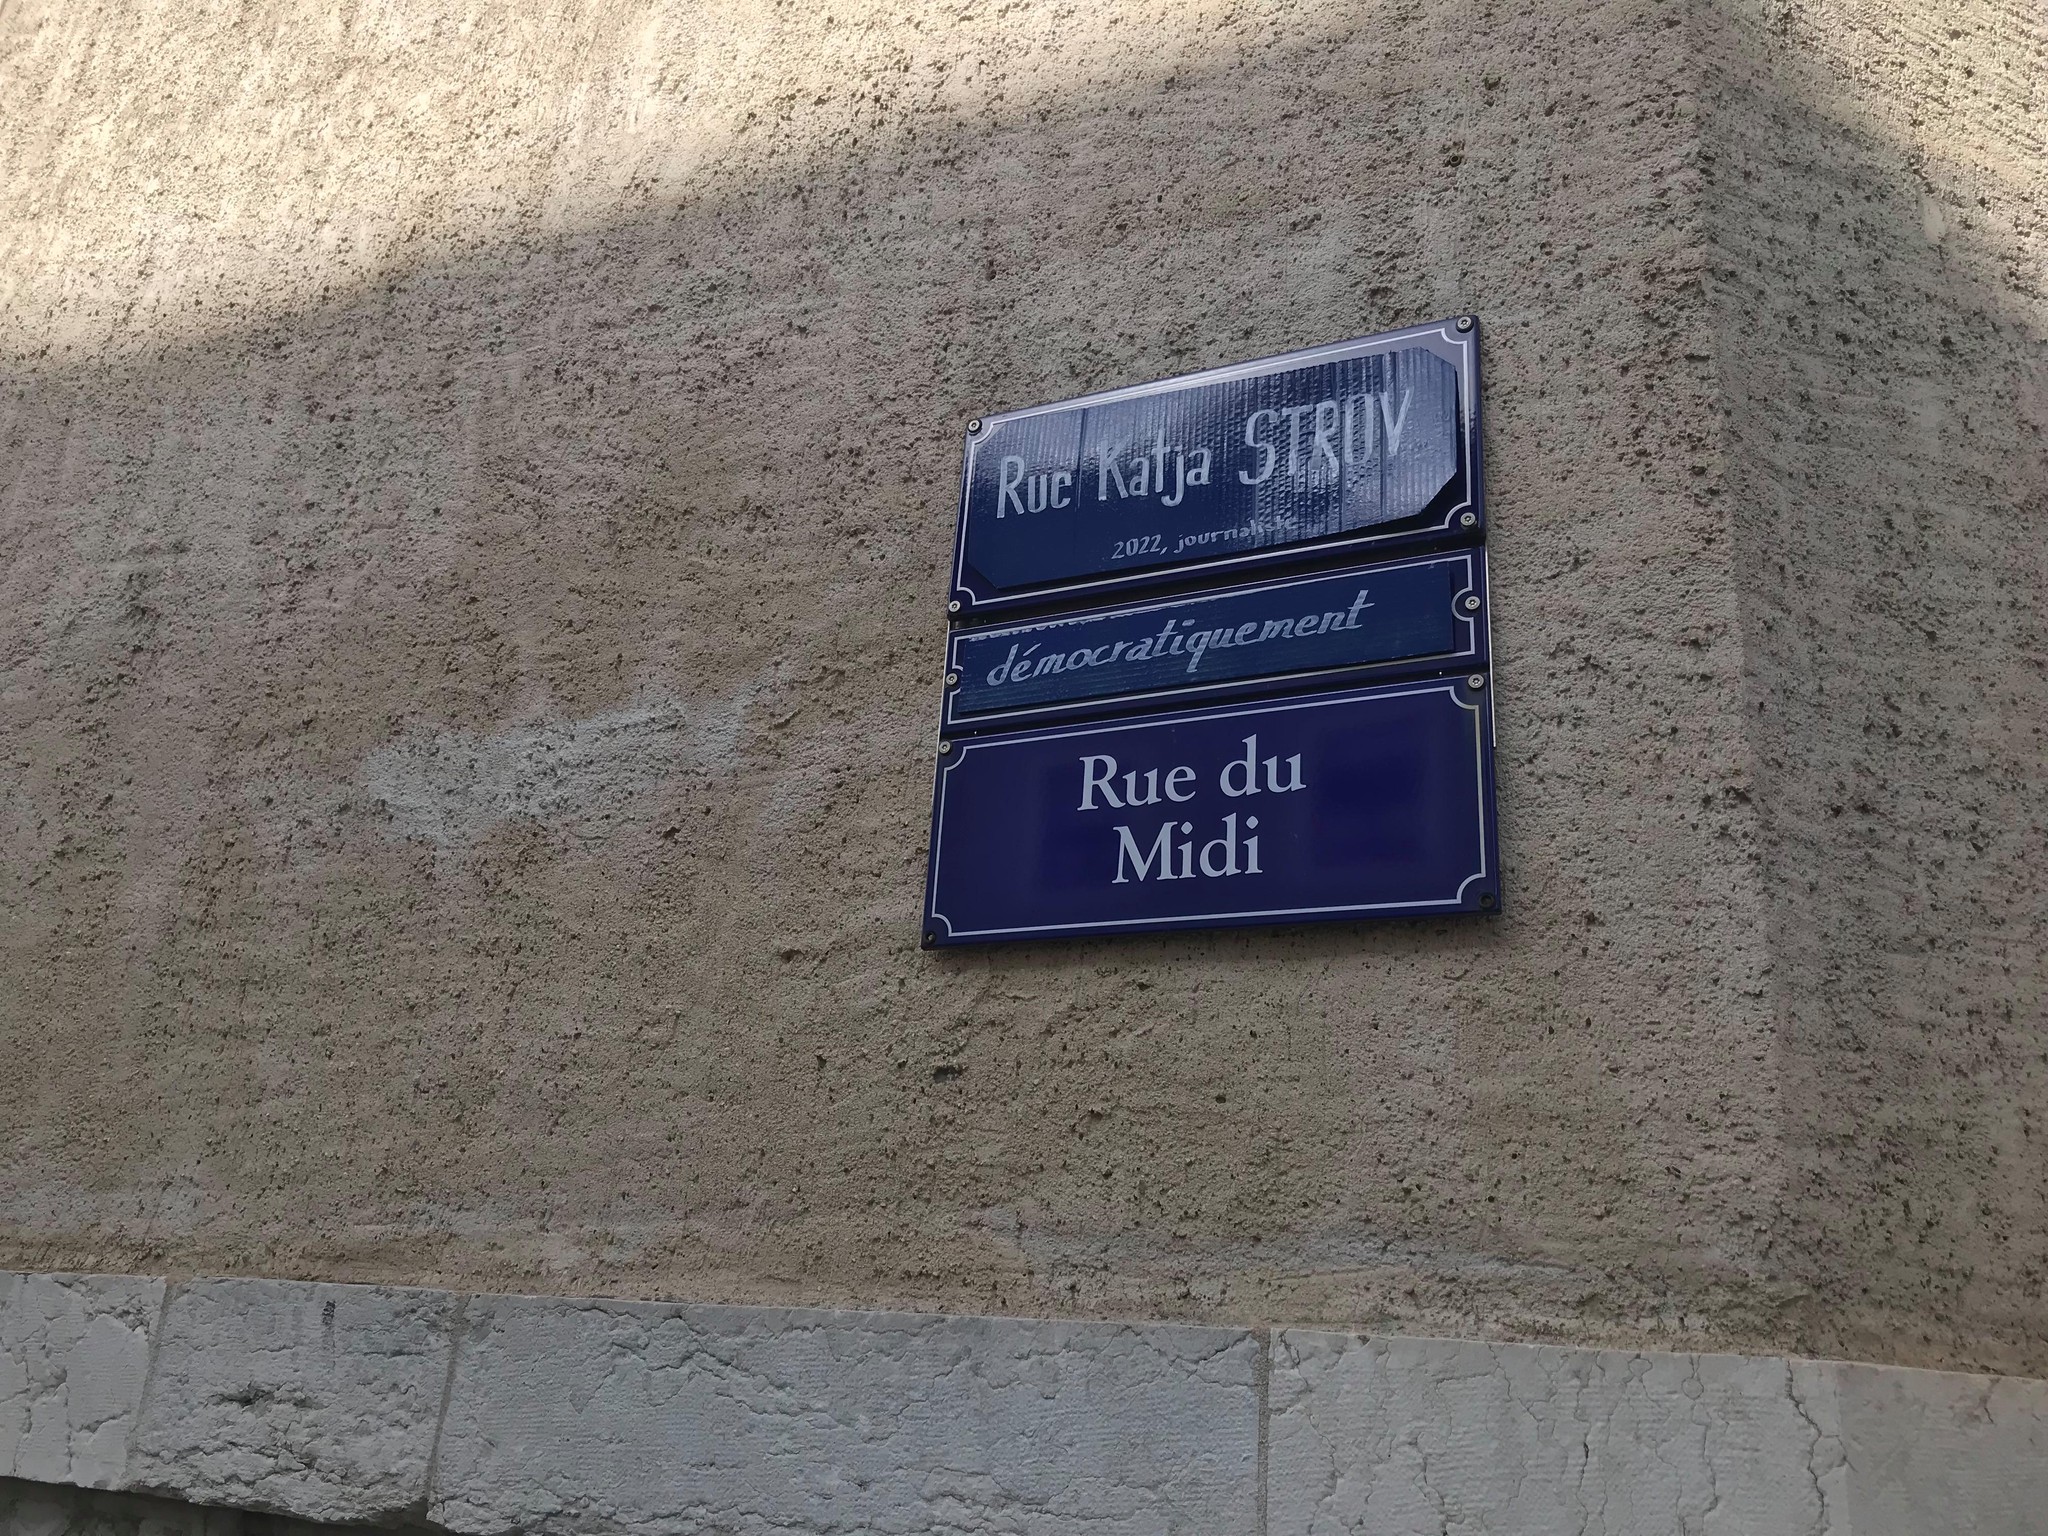 Rue Katja STROV
2022, journaliste
démocratiquement
Rue du
Midi